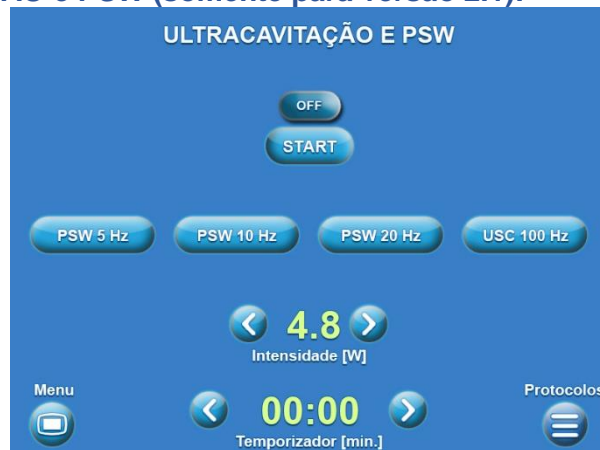 ULTRACAVITAÇÃO E PSW
OFF
START
PSW 5 Hz PSW 10 Hz PSW 20 Hz USC 100 Hz
4.8
Intensidade [W]
Menu
Protocolos
00:00
Temporizador [min.]